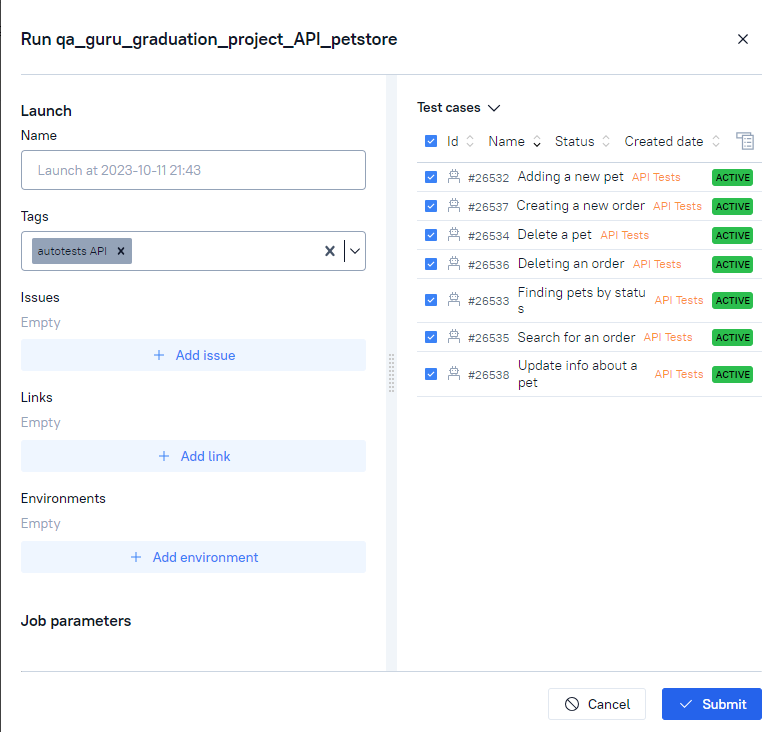 Run qa_guru_graduation_project_API_petstore
Launch
Name
Launch at 2023-10-11 21:43
Tags
autotests API
Issues
Empty
Add issue
Links
Empty
Add link
Environments
Empty
Add environment
Job parameters
Test cases
Id Name Status Created date
#26532 Adding a new pet API Tests ACTIVE
#26537 Creating a new order API Tests ACTIVE
#26534 Delete a pet API Tests ACTIVE
#26536 Deleting an order API Tests ACTIVE
#26533 Finding pets by statu API Tests ACTIVE
s
#26535 Search for an order API Tests ACTIVE
#26538 Update info about a API Tests ACTIVE
pet
Cancel Submit